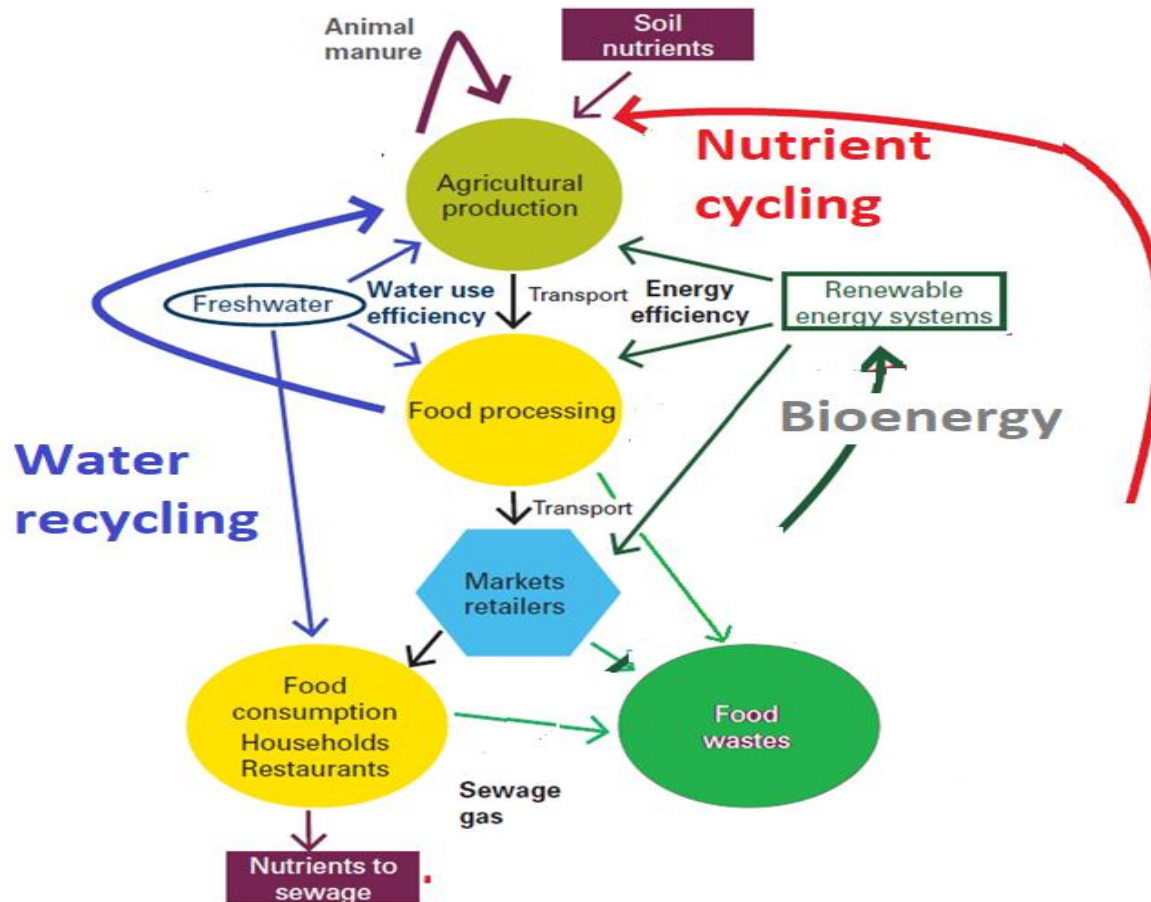 Animal
manure
Soil
nutrients
Nutrient
cycling
Agricultural
production
Freshwater
Water use
efficiency
Transport
Energy
efficiency
Renewable
energy systems
Food processing
Bioenergy
Water
recycling
Transport
Markets
retailers
Food
consumption
Households
Restaurants
Food
wastes
Sewage
gas
Nutrients to
sewage